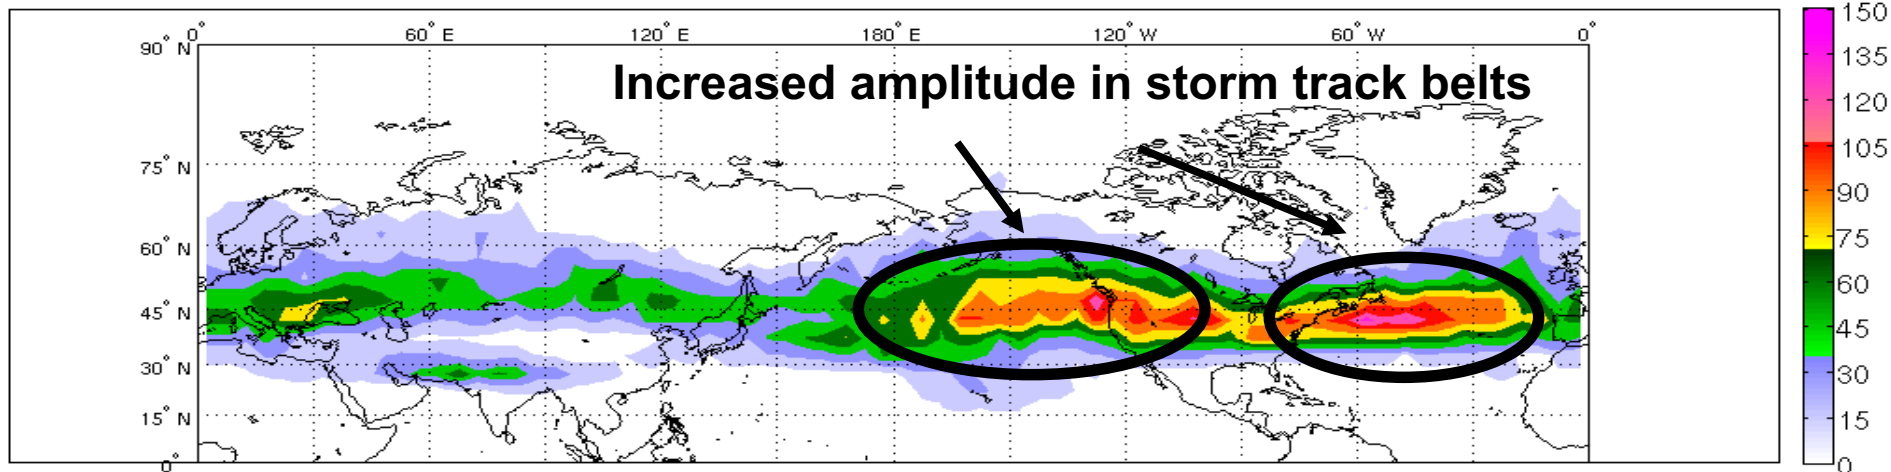 0° 60° E 120° E 180° E 120° W 60° W 0°
90° N
Increased amplitude in storm track belts
75° N
60° N
45° N
30° N
15° N
0°
150
135
120
105
90
75
60
45
30
15
0